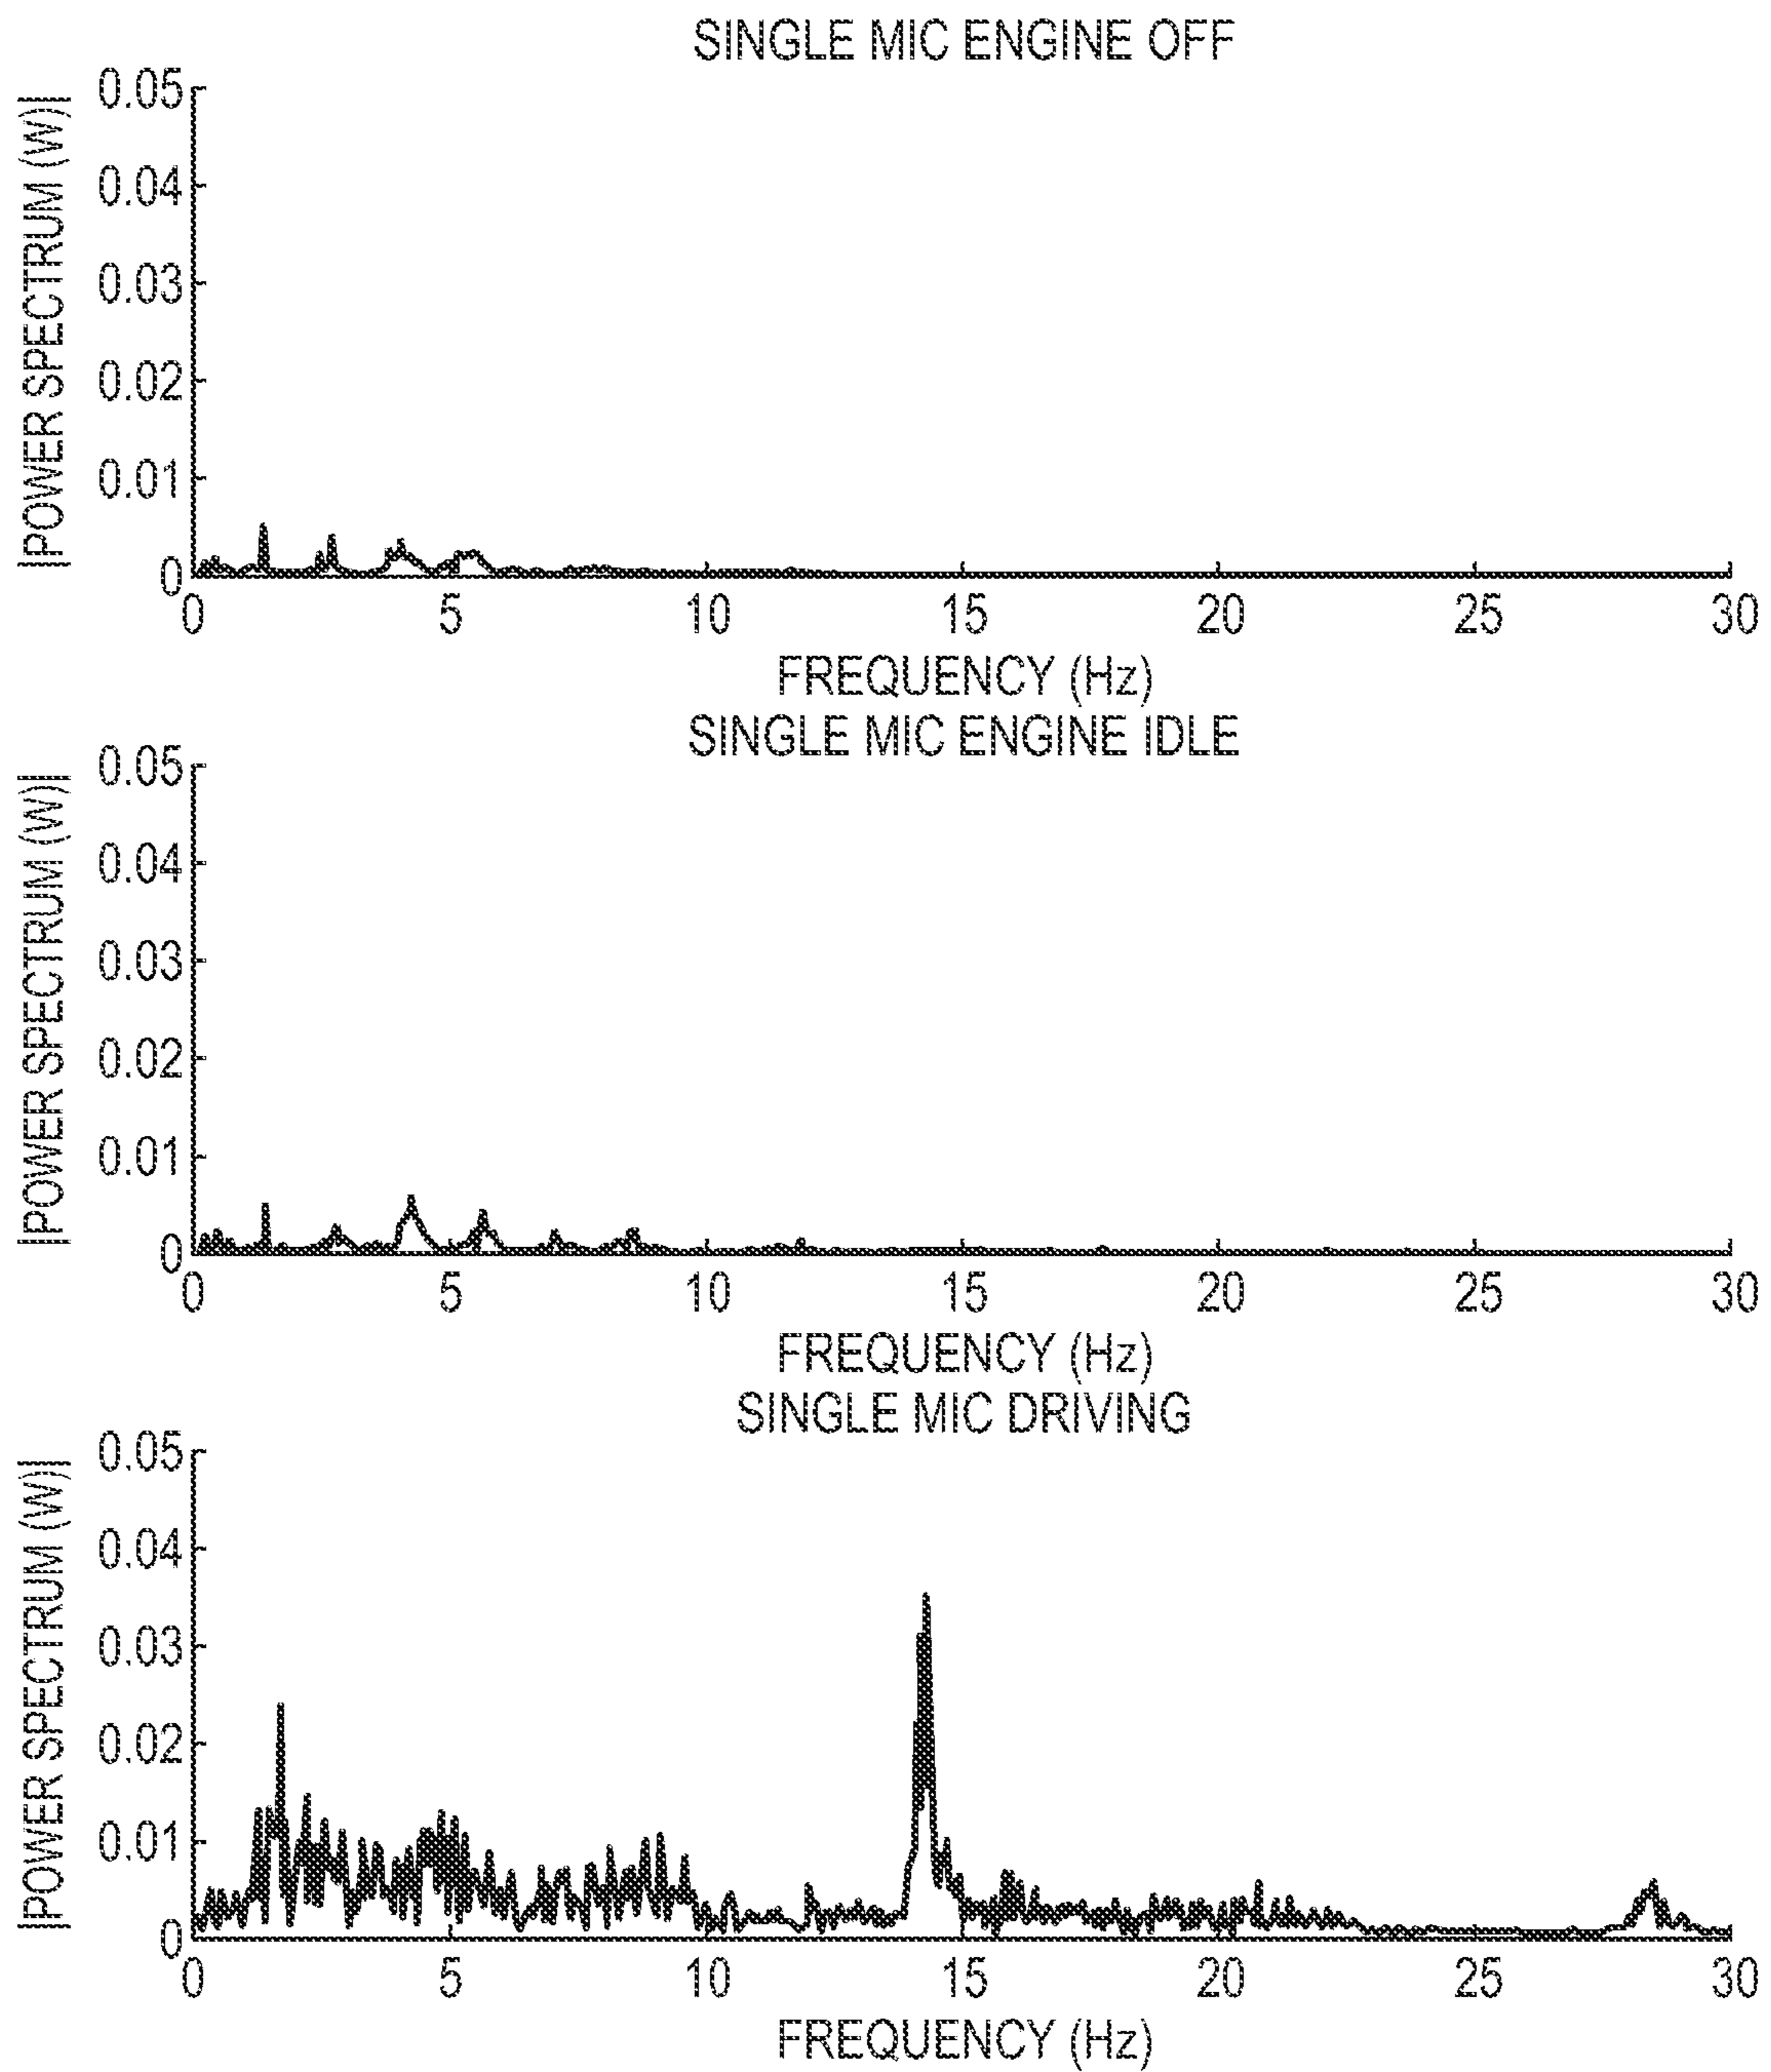 SINGLE MIC ENGINE OFF
|POWER SPECTRUM (W)|
0.05
0.04
0.03
0.02
0.01
0
0 5 10 15 20 25 30
FREQUENCY (Hz)
SINGLE MIC ENGINE IDLE
|POWER SPECTRUM (W)|
0.05
0.04
0.03
0.02
0.01
0
0 5 10 15 20 25 30
FREQUENCY (Hz)
SINGLE MIC DRIVING
|POWER SPECTRUM (W)|
0.05
0.04
0.03
0.02
0.01
0
0 5 10 15 20 25 30
FREQUENCY (Hz)